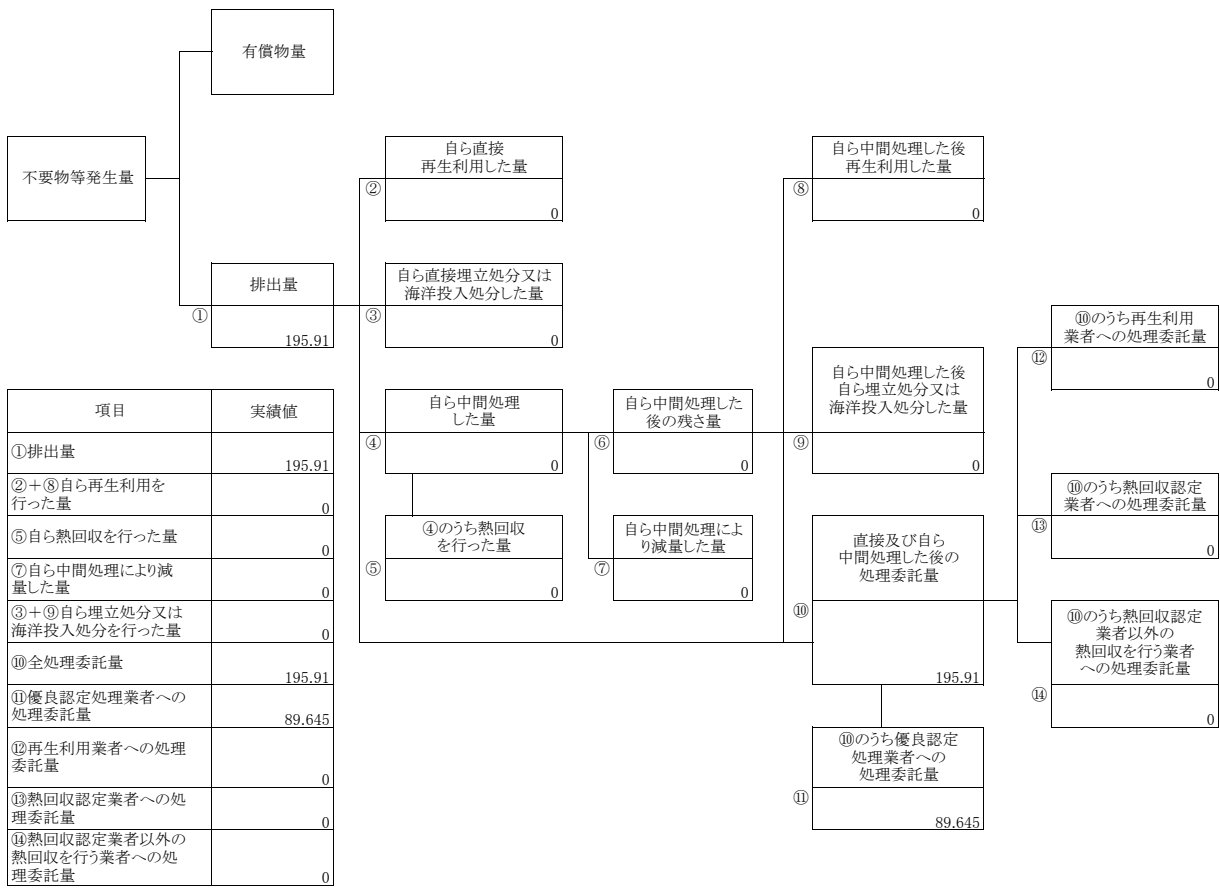 有償物量
不要物等発生量
自ら直接
再生利用した量
②
0
自ら中間処理した後
再生利用した量
⑧
0
排出量
①
195.91
自ら直接埋立処分又は
海洋投入処分した量
③
0
⑩のうち再生利用
業者への処理委託量
⑫
0
自ら中間処理
した量
④
0
自ら中間処理した
後の残さ量
⑥
0
自ら中間処理した後
自ら埋立処分又は
海洋投入処分した量
⑨
0
④のうち熱回収
を行った量
⑤
0
自ら中間処理によ
り減量した量
⑦
0
直接及び自ら
中間処理した後の
処理委託量
⑩
195.91
⑩のうち熱回収認定
業者への処理委託量
⑬
0
⑩のうち熱回収認定
業者以外の
熱回収を行う業者
への処理委託量
⑭
0
⑩のうち優良認定
処理業者への
処理委託量
⑪
89.645
項目 実績値
①排出量 195.91
②＋⑧自ら再生利用を
行った量 0
⑤自ら熱回収を行った量 0
⑦自ら中間処理により減
量した量 0
③＋⑨自ら埋立処分又は
海洋投入処分を行った量 0
⑩全処理委託量 195.91
⑪優良認定処理業者への
処理委託量 89.645
⑫再生利用業者への処理
委託量 0
⑬熱回収認定業者への処
理委託量 0
⑭熱回収認定業者以外の
熱回収を行う業者への処
理委託量 0